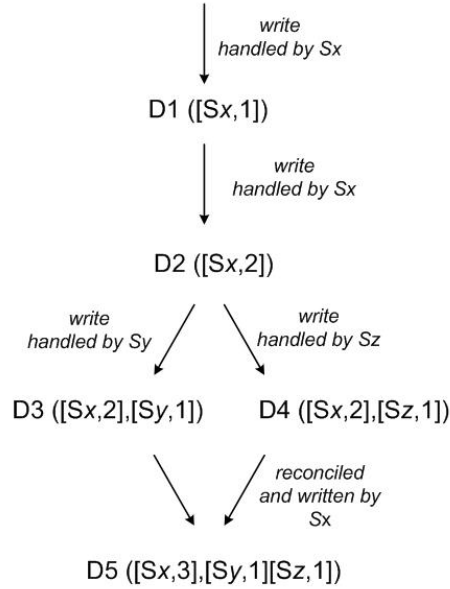 write
handled by Sx
D1 ([Sx,1])
write
handled by Sx
D2 ([Sx,2])
write
handled by Sy
write
handled by Sz
D3 ([Sx,2],[Sy,1])
D4 ([Sx,2],[Sz,1])
reconciled
and written by
Sx
D5 ([Sx,3],[Sy,1][Sz,1])